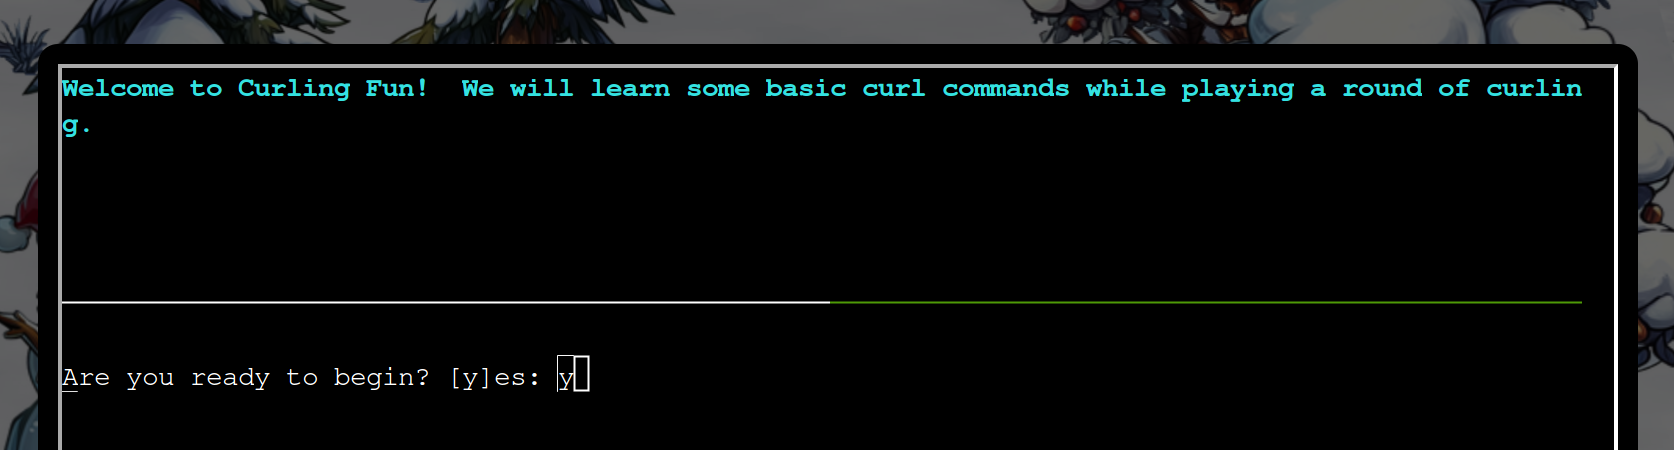 Welcome to Curling Fun!  We will learn some basic curl commands while playing a round of curlin
g.
Are you ready to begin? [y]es: y